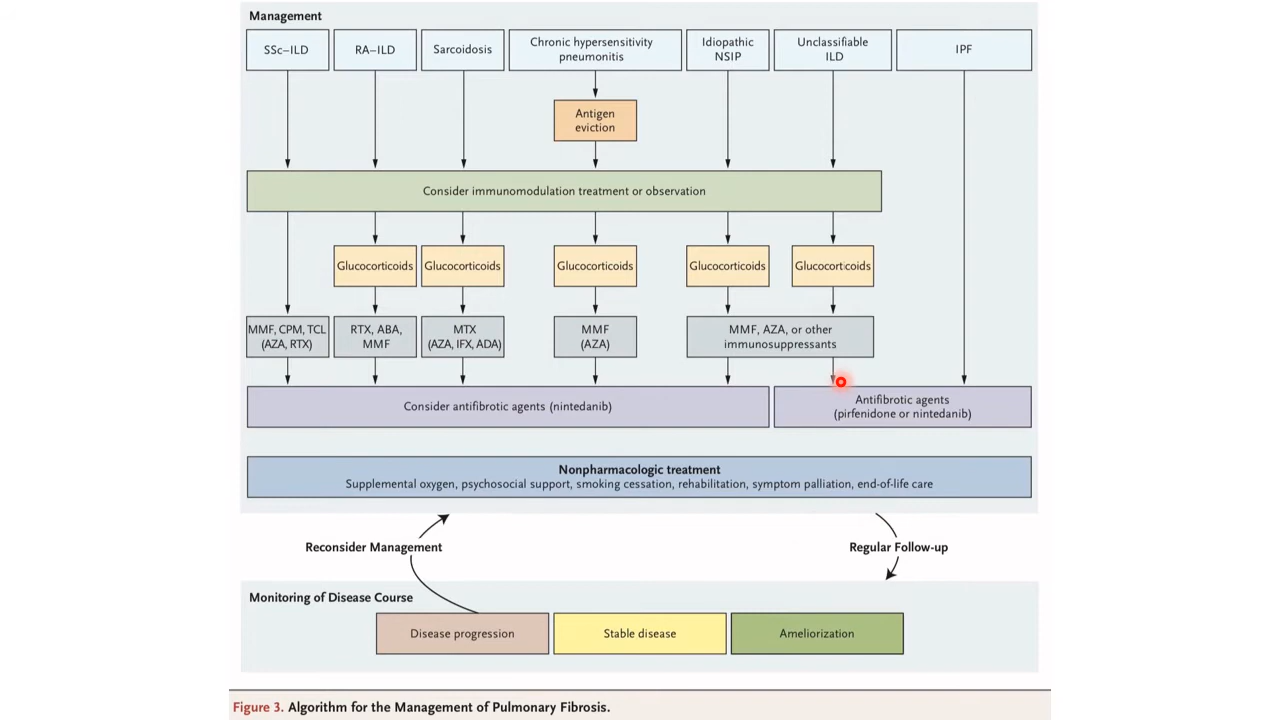 Management
SSc–ILD
RA–ILD
Sarcoidosis
Chronic hypersensitivity
pneumonitis
Idiopathic
NSIP
Unclassifiable
ILD
IPF
Antigen
eviction
Consider immunomodulation treatment or observation
Glucocorticoids
Glucocorticoids
Glucocorticoids
Glucocorticoids
Glucocorticoids
MMF, CPM, TCL
(AZA, RTX)
RTX, ABA,
MMF
MTX
(AZA, IFX, ADA)
MMF
(AZA)
MMF, AZA, or other
immunosuppressants
Consider antifibrotic agents (nintedanib)
Antifibrotic agents
(pirfenidone or nintedanib)
Nonpharmacologic treatment
Supplemental oxygen, psychosocial support, smoking cessation, rehabilitation, symptom palliation, end-of-life care
Reconsider Management
Regular Follow-up
Monitoring of Disease Course
Disease progression
Stable disease
Ameliorization
Figure 3. Algorithm for the Management of Pulmonary Fibrosis.